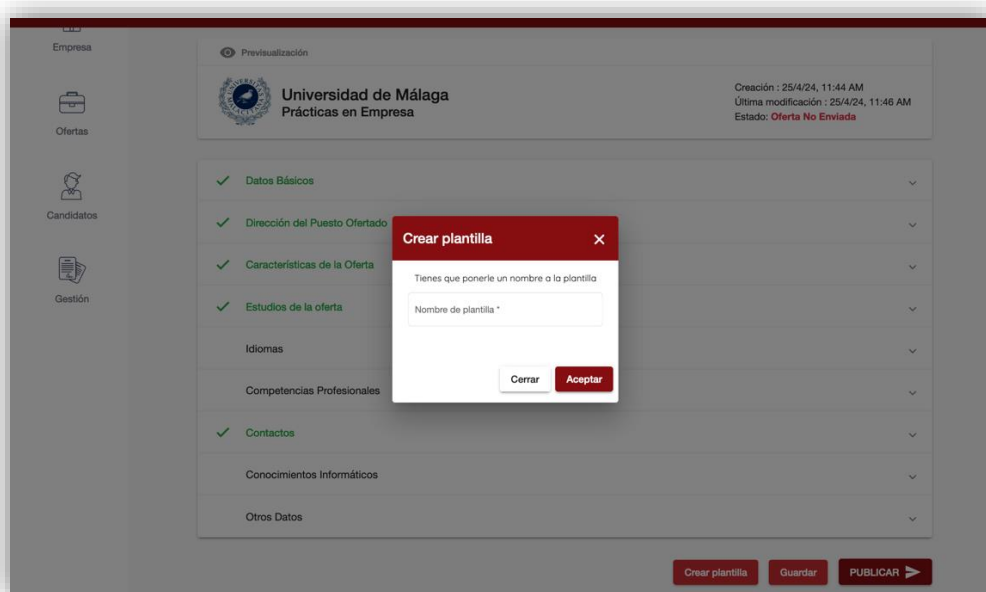 Empresa
Previsualización
Universidad de Málaga
Prácticas en Empresa
Creación : 25/4/24, 11:44 AM
Última modificación : 25/4/24, 11:46 AM
Estado: Oferta No Enviada
Ofertas
Candidatos
Gestión
Datos Básicos
Dirección del Puesto Ofertado
Características de la Oferta
Estudios de la oferta
Idiomas
Competencias Profesionales
Contactos
Conocimientos Informáticos
Otros Datos
Crear plantilla
Tienes que ponerle un nombre a la plantilla
Nombre de plantilla *
Cerrar
Aceptar
Crear plantilla
Guardar
PUBLICAR